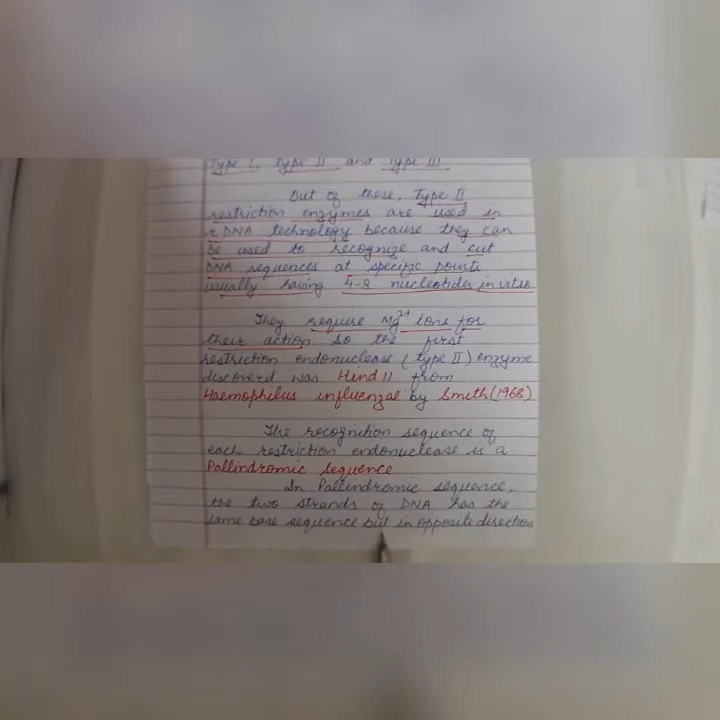 Type I, Type II and Type III.
Out of these, Type II
restriction enzymes are used in
rDNA technology because they can
be used to recognize and cut
DNA sequences at specific points
usually having 4-8 nucleotides in vitro
They require Mg2+ ions for
their action so the first
restriction endonuclease (type II) enzyme
discoverd was Hind II from
Haemophilus influenzal by Smith (1968)
The recognition sequence of
each restriction endonuclease is a
Pallindromic Sequence.
In Pallindromic sequence,
the two strands of DNA has the
same base sequence but in opposite direction